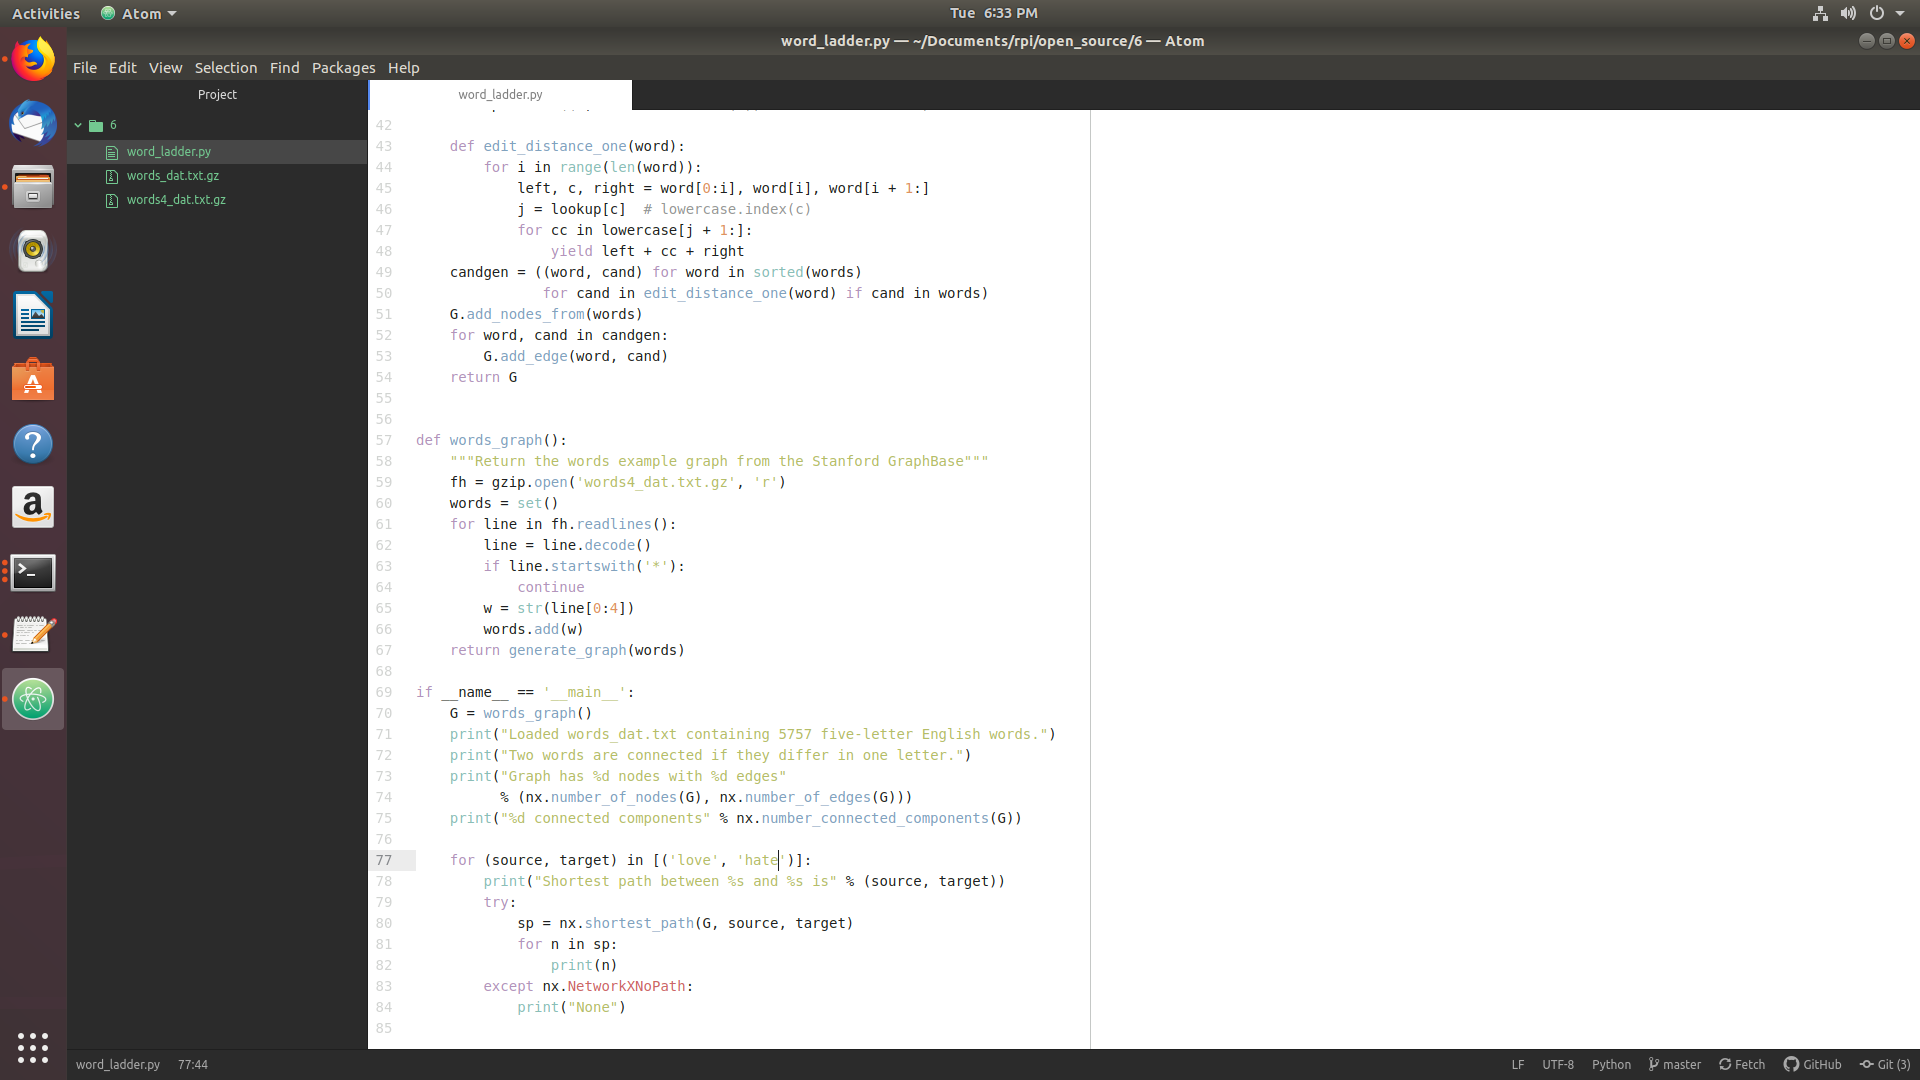 Activities Atom Tue 6:33 PM
word_ladder.py — ~/Documents/rpi/open_source/6 — Atom
File Edit View Selection Find Packages Help
Project
6
word_ladder.py
words_dat.txt.gz
words4_dat.txt.gz
word_ladder.py
42
43     def edit_distance_one(word):
44         for i in range(len(word)):
45             left, c, right = word[0:i], word[i], word[i + 1:]
46             j = lookup[c]  # lowercase.index(c)
47             for cc in lowercase[j + 1:]:
48                 yield left + cc + right
49     candgen = ((word, cand) for word in sorted(words)
50                for cand in edit_distance_one(word) if cand in words)
51     G.add_nodes_from(words)
52     for word, cand in candgen:
53         G.add_edge(word, cand)
54     return G
55
56
57 def words_graph():
58     """Return the words example graph from the Stanford GraphBase"""
59     fh = gzip.open('words4_dat.txt.gz', 'r')
60     words = set()
61     for line in fh.readlines():
62         line = line.decode()
63         if line.startswith('*'):
64             continue
65         w = str(line[0:4])
66         words.add(w)
67     return generate_graph(words)
68
69 if __name__ == '__main__':
70     G = words_graph()
71     print("Loaded words_dat.txt containing 5757 five-letter English words.")
72     print("Two words are connected if they differ in one letter.")
73     print("Graph has %d nodes with %d edges"
74           % (nx.number_of_nodes(G), nx.number_of_edges(G)))
75     print("%d connected components" % nx.number_connected_components(G))
76
77     for (source, target) in [('love', 'hate')]:
78         print("Shortest path between %s and %s is" % (source, target))
79         try:
80             sp = nx.shortest_path(G, source, target)
81             for n in sp:
82                 print(n)
83         except nx.NetworkXNoPath:
84             print("None")
85
word_ladder.py 77:44 LF UTF-8 Python master Fetch GitHub Git (3)